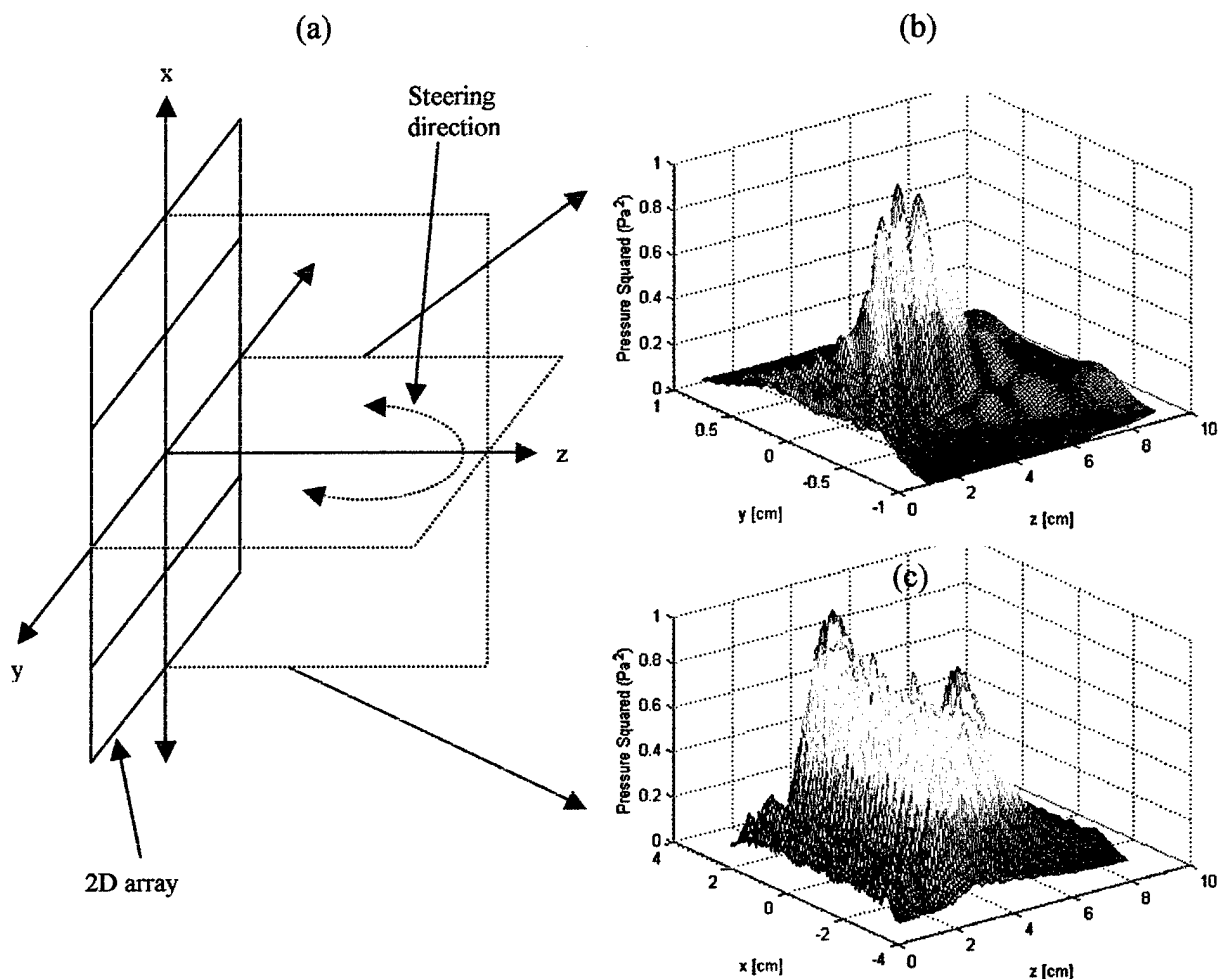 (a)
x
Steering
direction
z
y
2D array
(b)
Pressure Squared (Pa²)
1
0.8
0.6
0.4
0.2
0
1
0.5
0
-0.5
-1
y [cm]
0
2
4
6
8
10
z [cm]
(c)
Pressure Squared (Pa²)
1
0.8
0.6
0.4
0.2
0
4
2
0
-2
-4
x [cm]
0
2
4
6
8
10
z [cm]